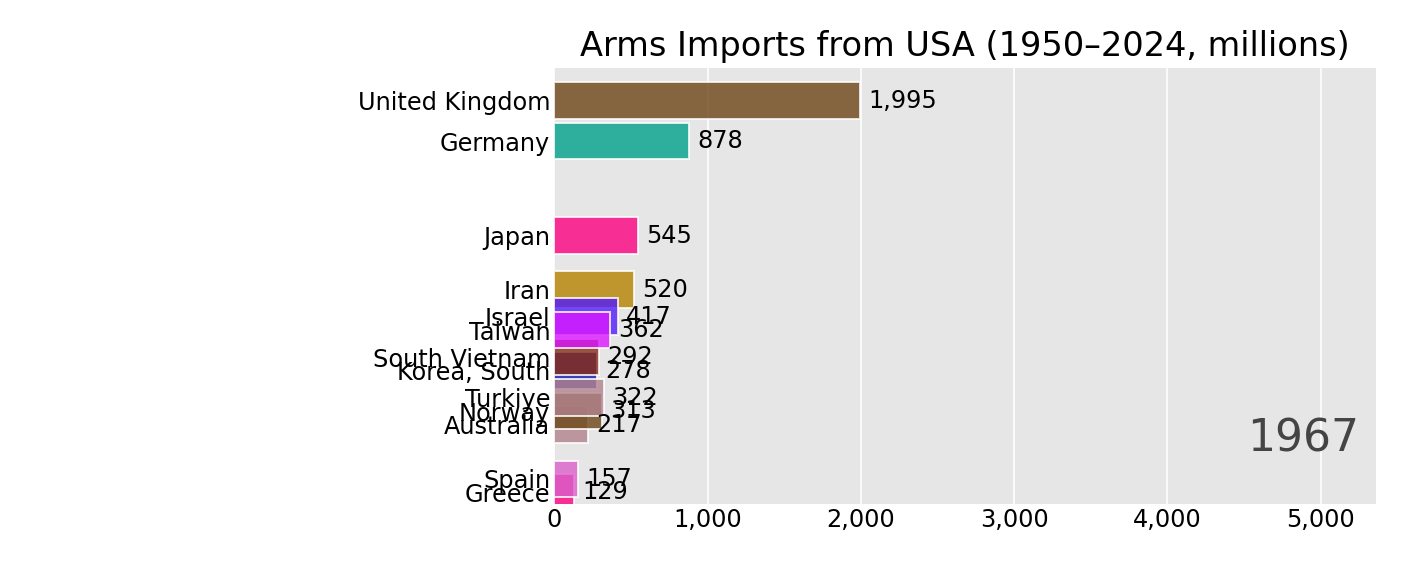 Arms Imports from USA (1950–2024, millions)
United Kingdom 1,995
Germany 878
Japan 545
Iran 520
Israel 417
Taiwan 362
South Vietnam 292
Korea, South 278
Turkiye 322
Norway 313
Australia 217
1967
Spain 157
Greece 129
0 1,000 2,000 3,000 4,000 5,000